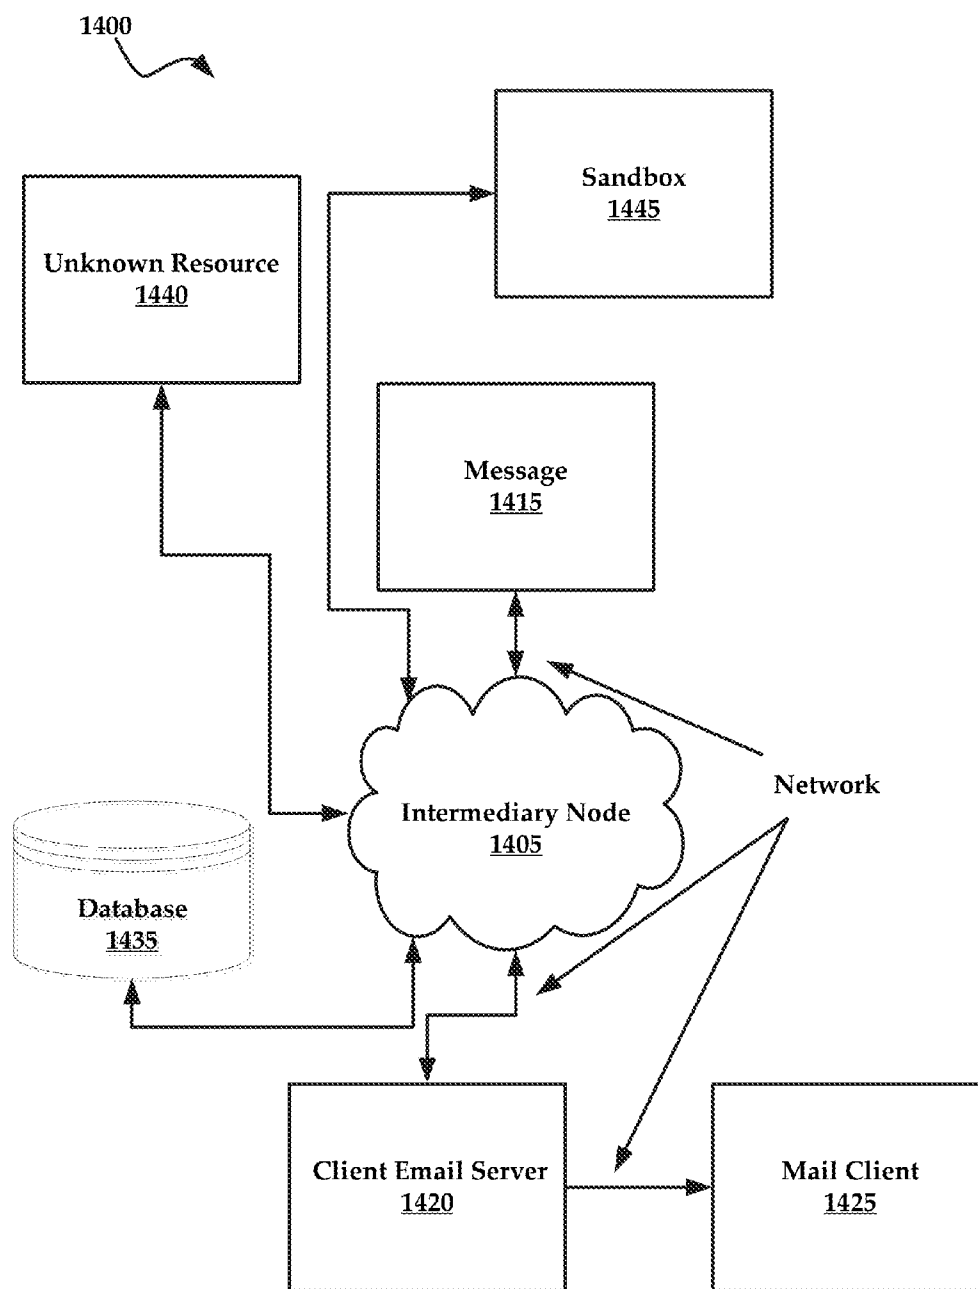 1400
Sandbox
1445
Unknown Resource
1440
Message
1415
Network
Intermediary Node
1405
Database
1435
Client Email Server
1420
Mail Client
1425